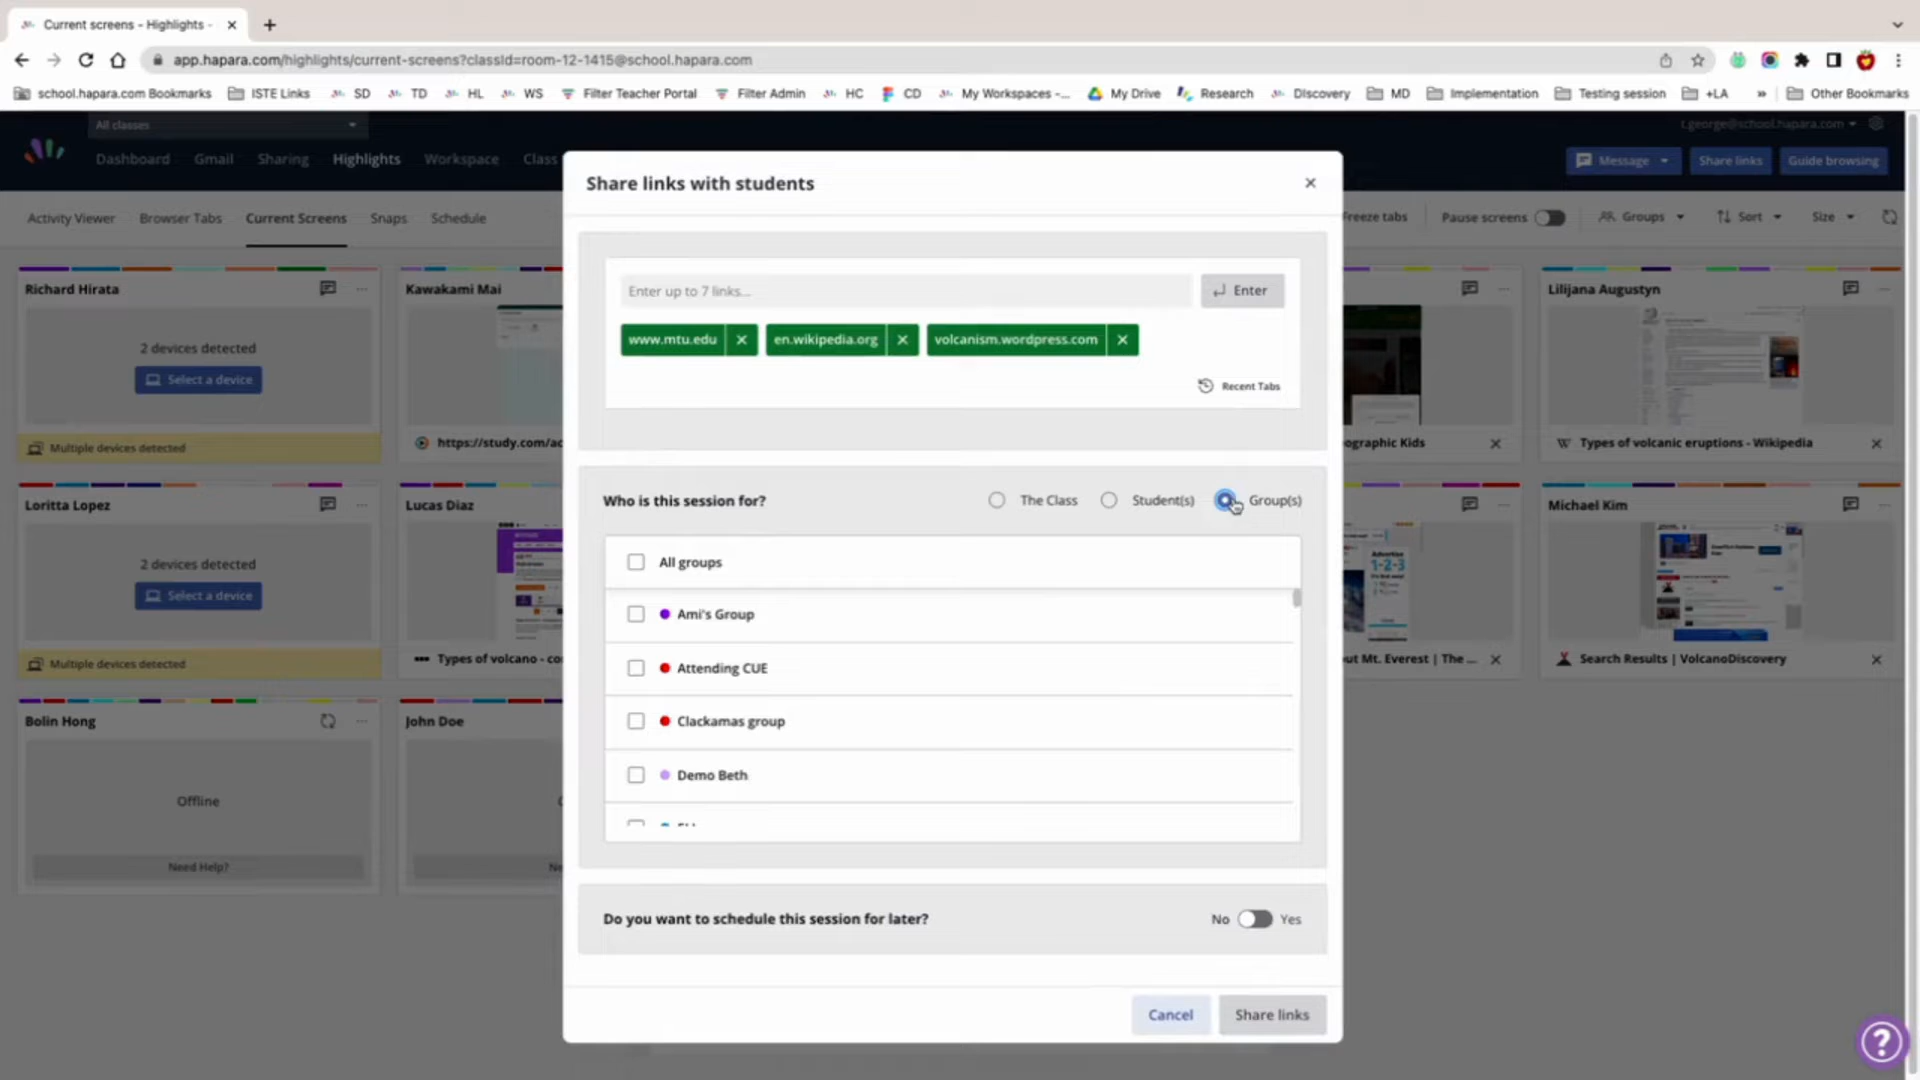 Current screens - Highlights -
app.hapara.com/highlights/current-screens?classId=room-12-1415@school.hapara.com
school.hapara.com Bookmarks ISTE Links SD TD HL WS Filter Teacher Portal Filter Admin HC CD My Workspaces -... My Drive Research Discovery MD Implementation Testing session +LA » Other Bookmarks
All classes
t.george@school.hapara.com
Dashboard Gmail Sharing Highlights Workspace Class
Message Share links Guide browsing
Activity Viewer Browser Tabs Current Screens Snaps Schedule
Freeze tabs Pause screens Groups Sort Size
Share links with students
Enter up to 7 links...
Enter
www.mtu.edu en.wikipedia.org volcanism.wordpress.com
Recent Tabs
Who is this session for? The Class Student(s) Group(s)
All groups
Ami's Group
Attending CUE
Clackamas group
Demo Beth
Do you want to schedule this session for later? No Yes
Cancel Share links
Richard Hirata
2 devices detected
Select a device
Multiple devices detected
Kawakami Mai
https://study.com/ac
ographic Kids
Lilijana Augustyn
Types of volcanic eruptions - Wikipedia
Loritta Lopez
2 devices detected
Select a device
Multiple devices detected
Lucas Diaz
Types of volcano - co
Advertise
1-2-3
out Mt. Everest | The ...
Michael Kim
Search Results | VolcanoDiscovery
Bolin Hong
Offline
Need Help?
John Doe